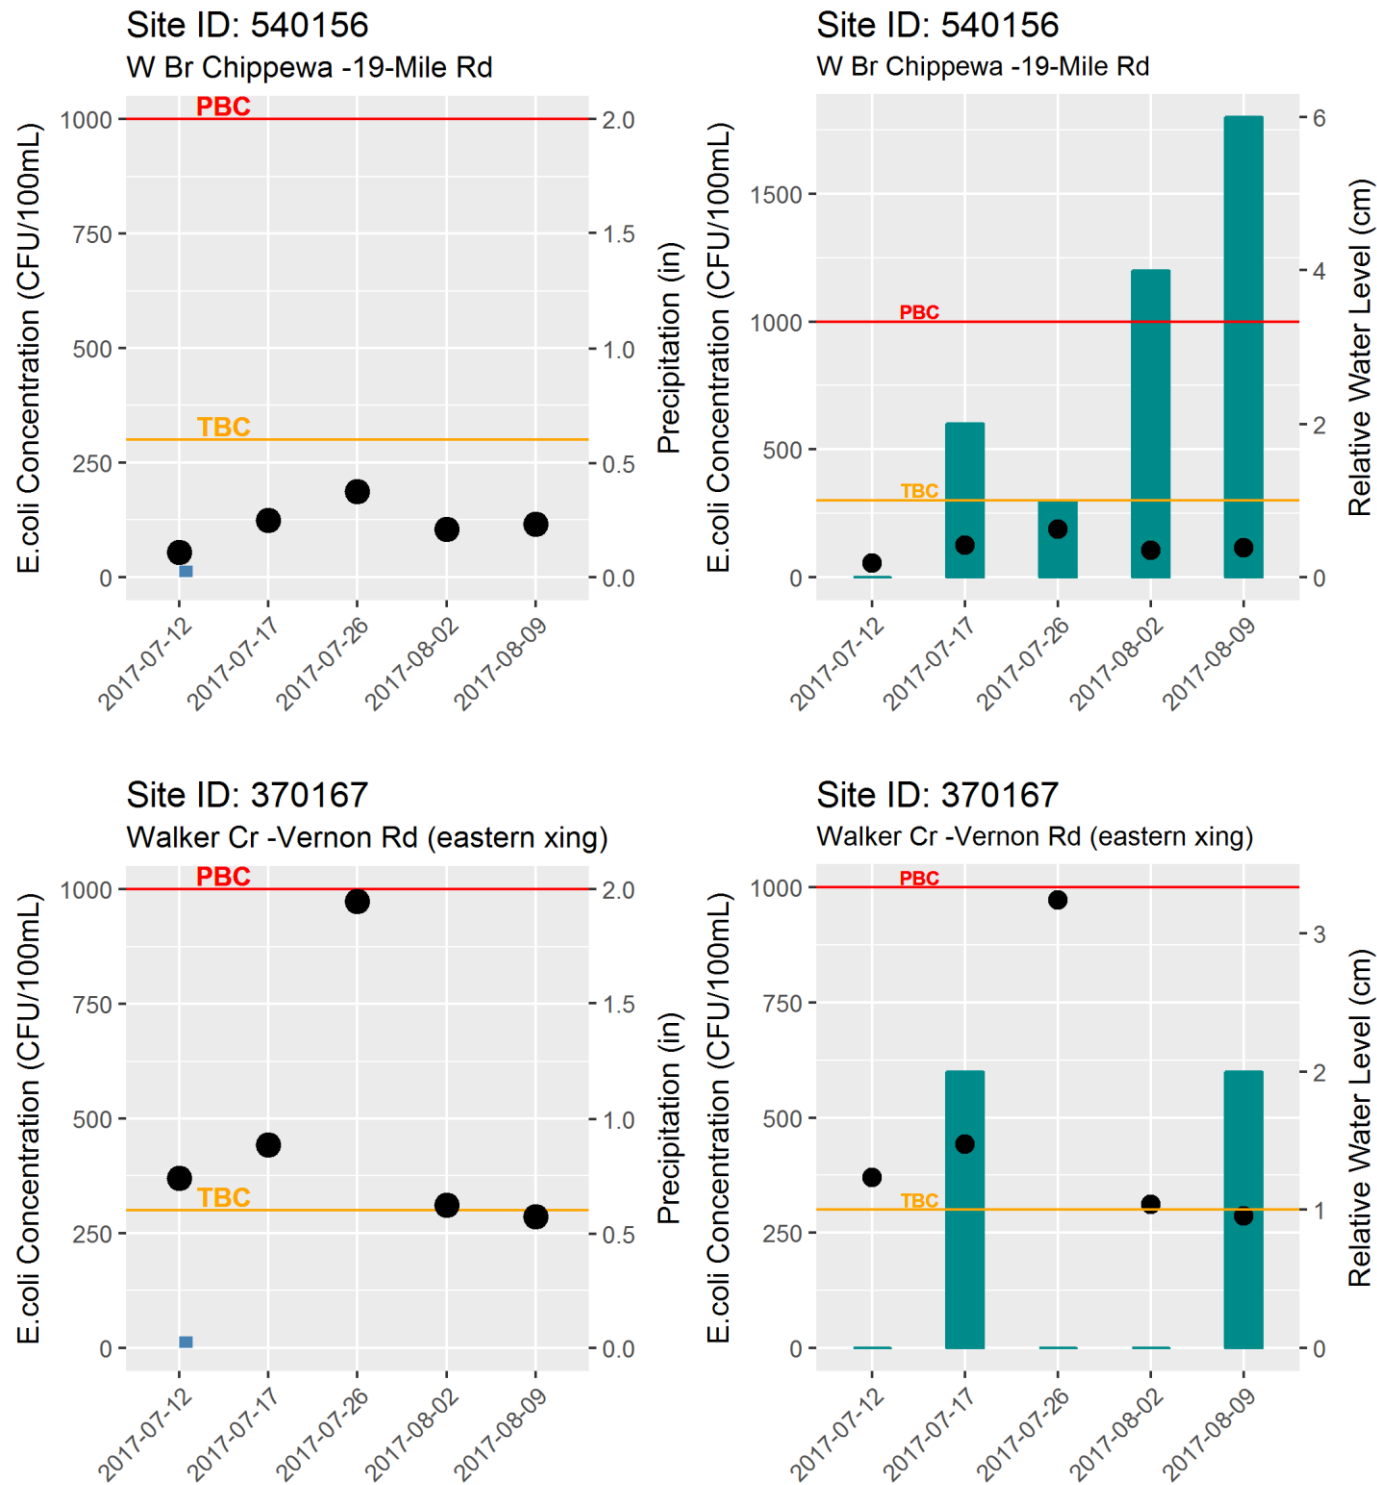 Site ID: 540156
W Br Chippewa -19-Mile Rd
E.coli Concentration (CFU/100mL)
1000
750
500
250
0
PBC
TBC
2.0
1.5
1.0
0.5
0.0
Precipitation (in)
2017-07-12
2017-07-17
2017-07-26
2017-08-02
2017-08-09
Site ID: 540156
W Br Chippewa -19-Mile Rd
E.coli Concentration (CFU/100mL)
1500
1000
500
0
PBC
TBC
6
4
2
0
Relative Water Level (cm)
2017-07-12
2017-07-17
2017-07-26
2017-08-02
2017-08-09
Site ID: 370167
Walker Cr -Vernon Rd (eastern xing)
E.coli Concentration (CFU/100mL)
1000
750
500
250
0
PBC
TBC
2.0
1.5
1.0
0.5
0.0
Precipitation (in)
2017-07-12
2017-07-17
2017-07-26
2017-08-02
2017-08-09
Site ID: 370167
Walker Cr -Vernon Rd (eastern xing)
E.coli Concentration (CFU/100mL)
1000
750
500
250
0
PBC
TBC
3
2
1
0
Relative Water Level (cm)
2017-07-12
2017-07-17
2017-07-26
2017-08-02
2017-08-09